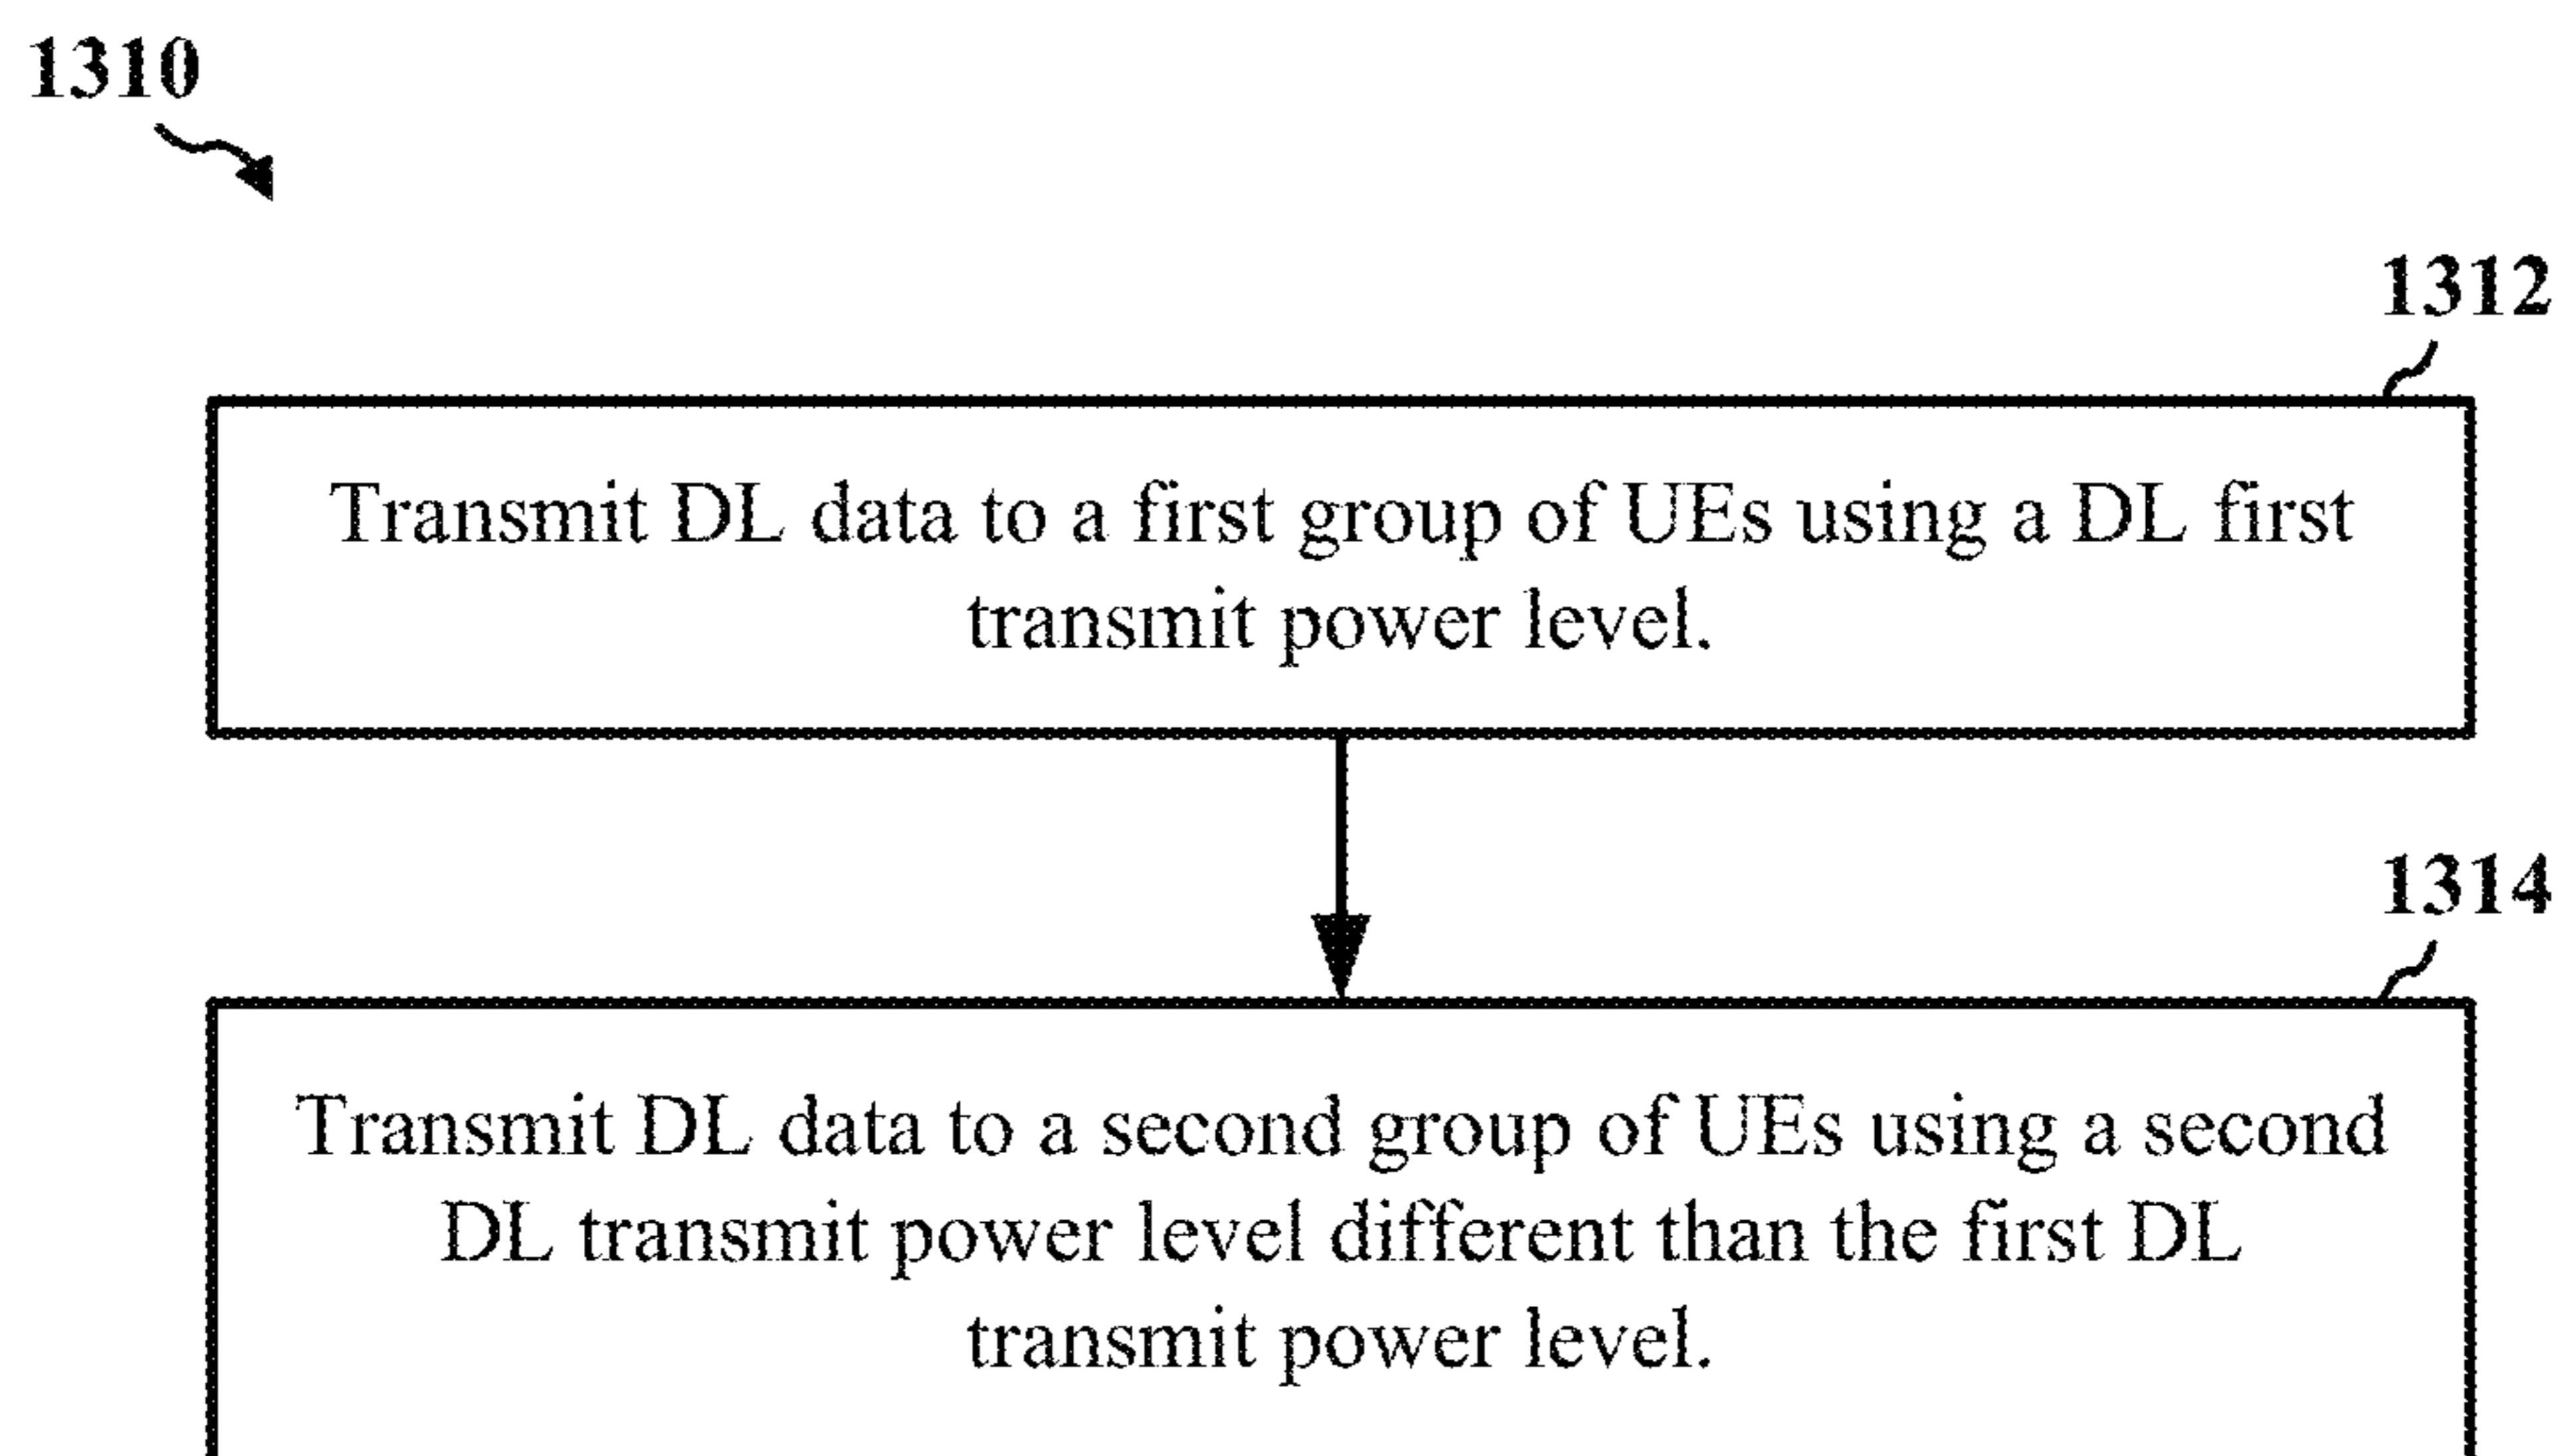 1310
1312
Transmit DL data to a first group of UEs using a DL first
transmit power level.
1314
Transmit DL data to a second group of UEs using a second
DL transmit power level different than the first DL
transmit power level.